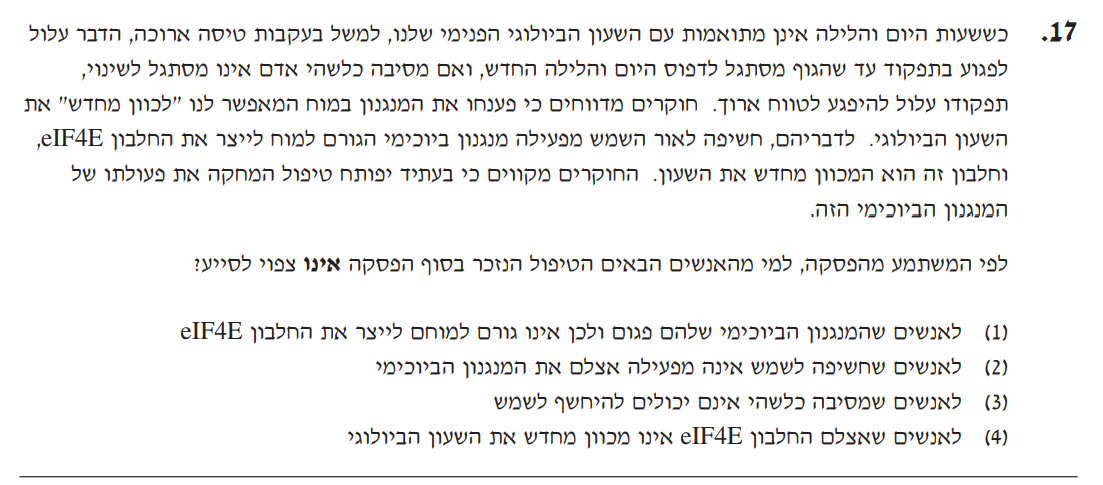 17. כששעות היום והלילה אינן מתואמות עם השעון הביולוגי הפנימי שלנו, למשל בעקבות טיסה ארוכה, הדבר עלול
לפגוע בתפקוד עד שהגוף מסתגל לדפוס היום והלילה החדש, ואם מסיבה כלשהי אדם אינו מסתגל לשינוי,
תפקודו עלול להיפגע לטווח ארוך. חוקרים מדווחים כי פענחו את המנגנון במוח המאפשר לנו "לכוון מחדש" את
השעון הביולוגי. לדבריהם, חשיפה לאור השמש מפעילה מנגנון ביוכימי הגורם למוח לייצר את החלבון eIF4E,
וחלבון זה הוא המכוון מחדש את השעון. החוקרים מקווים כי בעתיד יפותח טיפול המחקה את פעולתו של
המנגנון הביוכימי הזה.
לפי המשתמע מהפסקה, למי מהאנשים הבאים הטיפול הנזכר בסוף הפסקה אינו צפוי לסייע?
(1) לאנשים שהמנגנון הביוכימי שלהם פגום ולכן אינו גורם למוחם לייצר את החלבון eIF4E
(2) לאנשים שחשיפה לשמש אינה מפעילה אצלם את המנגנון הביוכימי
(3) לאנשים שמסיבה כלשהי אינם יכולים להיחשף לשמש
(4) לאנשים שאצלם החלבון eIF4E אינו מכוון מחדש את השעון הביולוגי